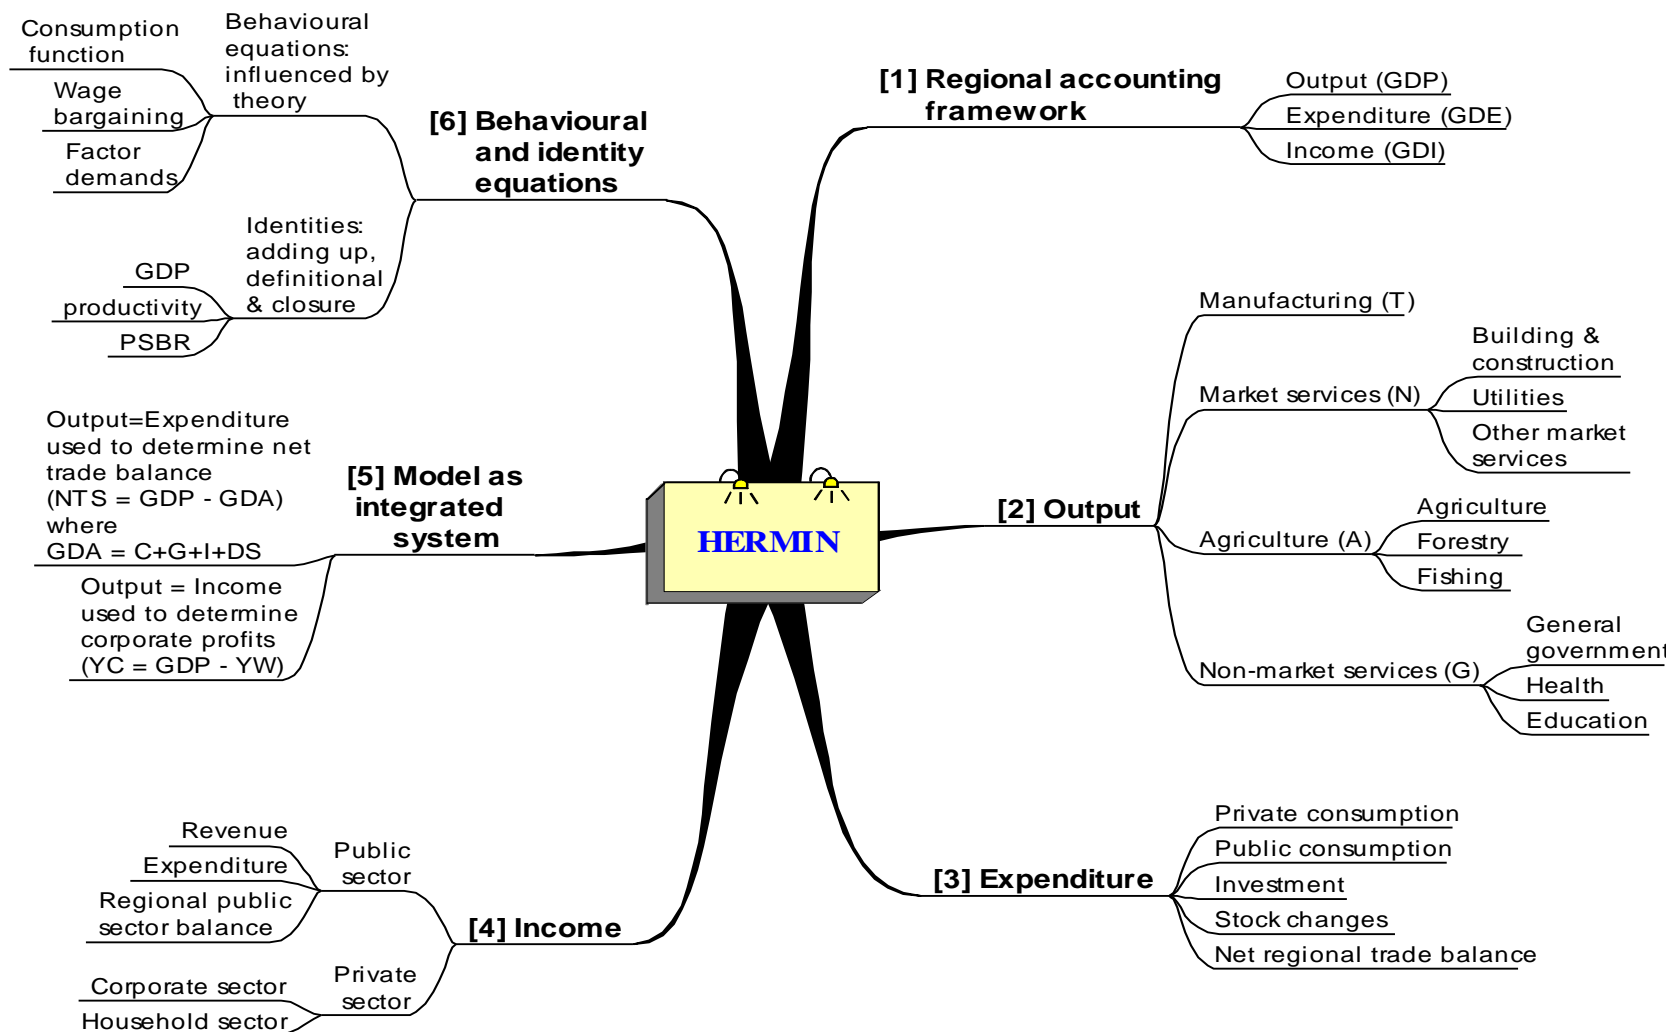 HERMIN
[1] Regional accounting
framework
Output (GDP)
Expenditure (GDE)
Income (GDI)
[2] Output
Manufacturing (T)
Market services (N)
Building &
construction
Utilities
Other market
services
Agriculture (A)
Agriculture
Forestry
Fishing
Non-market services (G)
General
government
Health
Education
[3] Expenditure
Private consumption
Public consumption
Investment
Stock changes
Net regional trade balance
[4] Income
Public
sector
Revenue
Expenditure
Regional public
sector balance
Private
sector
Corporate sector
Household sector
[5] Model as
integrated
system
Output=Expenditure
used to determine net
trade balance
(NTS = GDP - GDA)
where
GDA = C+G+I+DS
Output = Income
used to determine
corporate profits
(YC = GDP - YW)
[6] Behavioural
and identity
equations
Behavioural
equations:
influenced by
theory
Consumption
function
Wage
bargaining
Factor
demands
Identities:
adding up,
definitional
& closure
GDP
productivity
PSBR